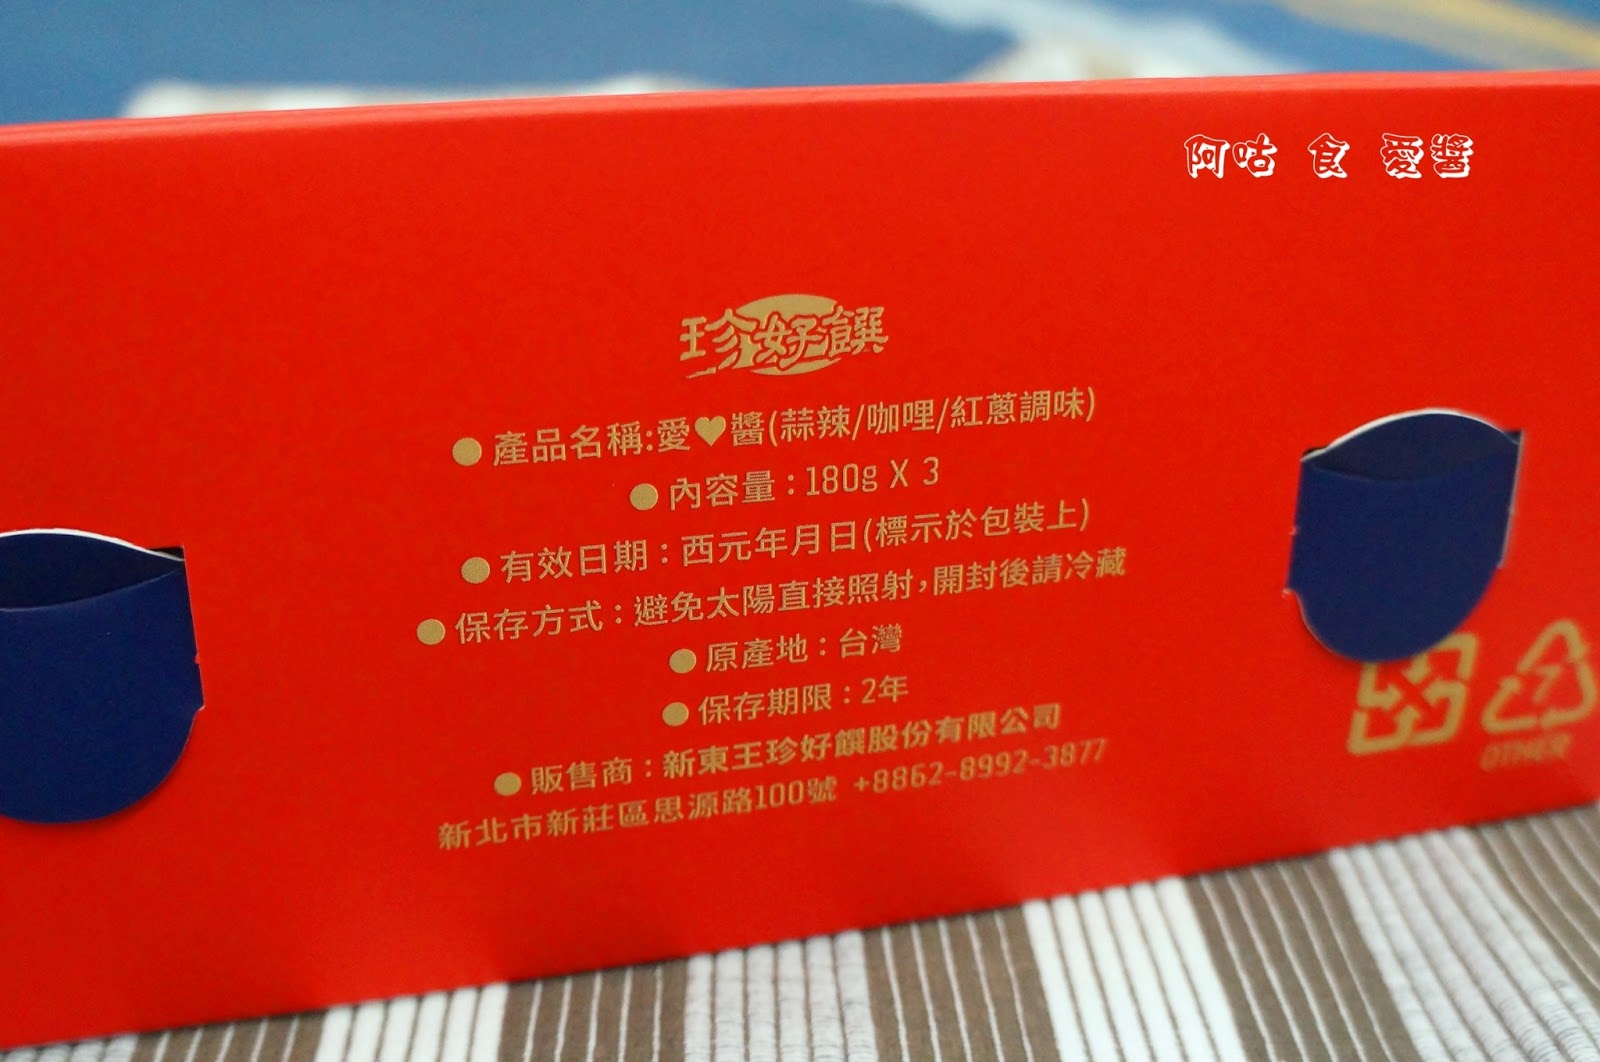 阿咕 食 愛醬
珍好饌
●產品名稱:愛♥醬(蒜辣/咖哩/紅蔥調味)
●內容量：180g X 3
●有效日期：西元年月日(標示於包裝上)
●保存方式：避免太陽直接照射，開封後請冷藏
●原產地：台灣
●保存期限：2年
●販售商：新東王珍好饌股份有限公司
新北市新莊區思源路100號 +8862-8992-3877
7
OTHER